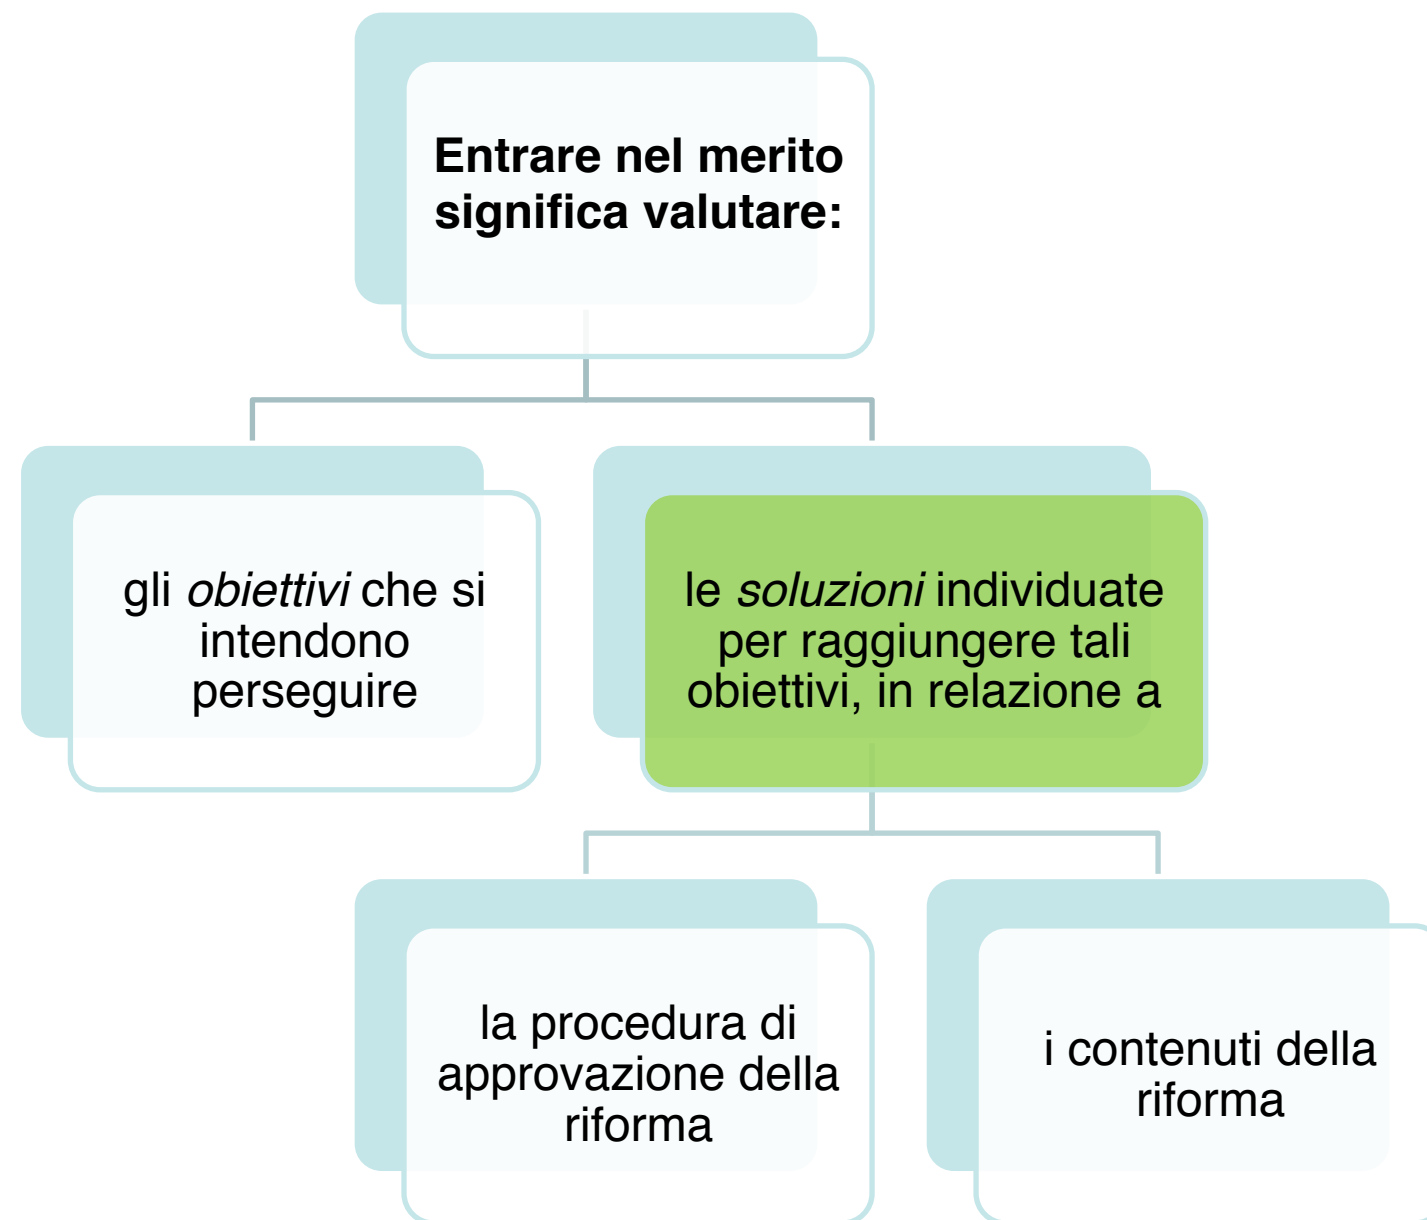 Entrare nel merito
significa valutare:
gli obiettivi che si
intendono
perseguire
le soluzioni individuate
per raggiungere tali
obiettivi, in relazione a
la procedura di
approvazione della
riforma
i contenuti della
riforma